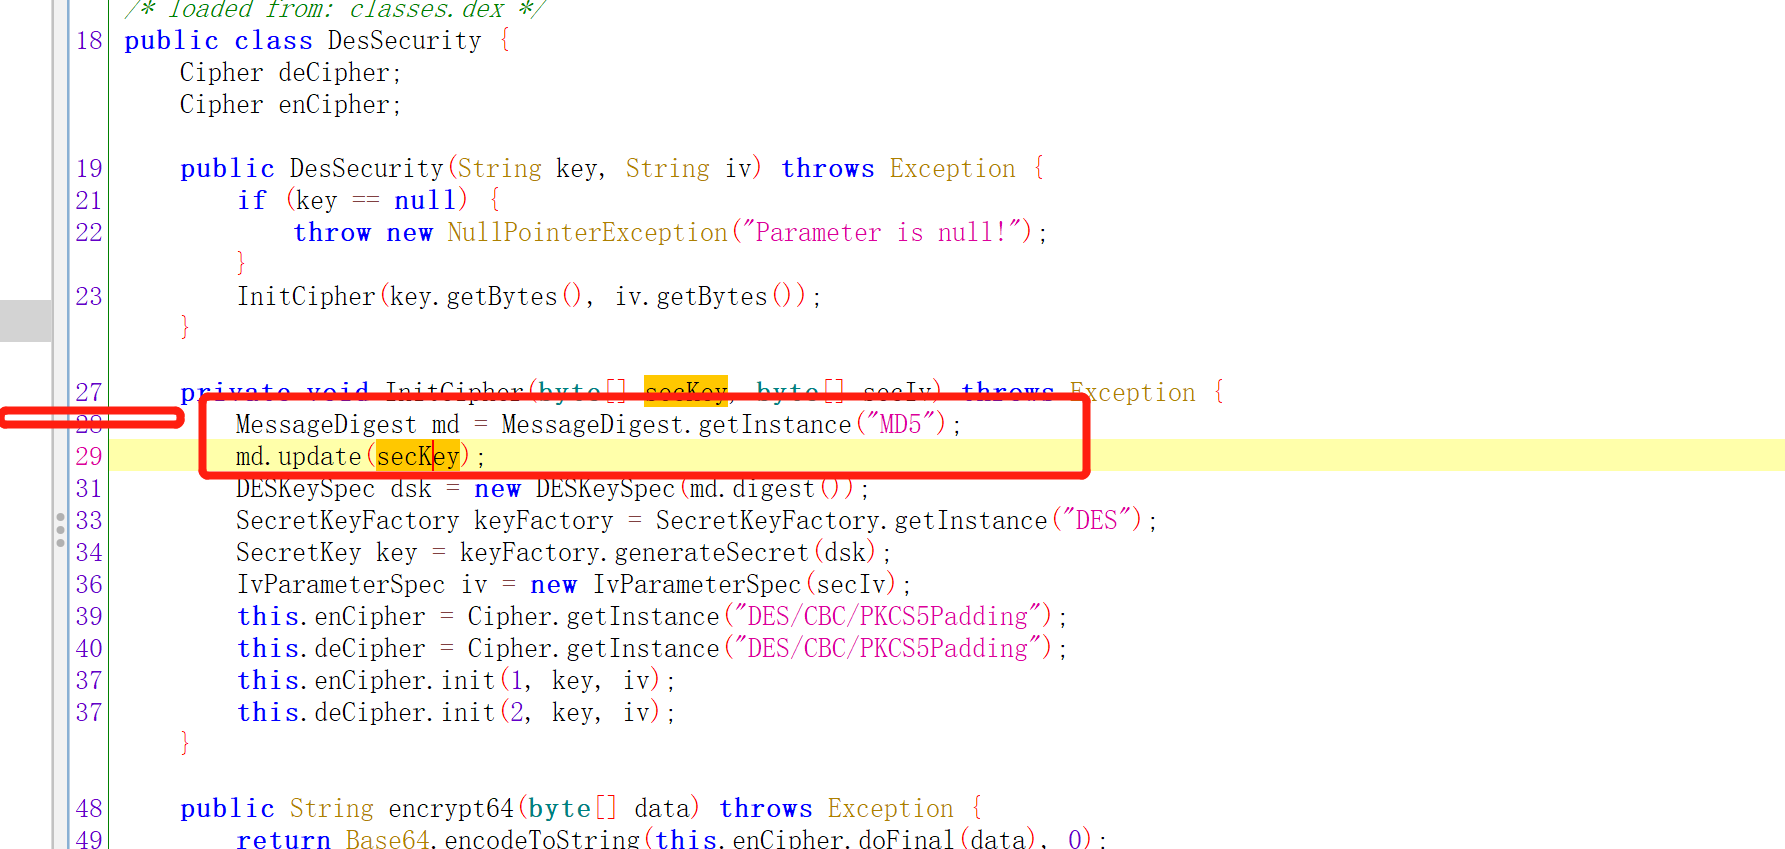 /* loaded from: classes.dex */
18 public class DesSecurity {
Cipher deCipher;
Cipher enCipher;
19 public DesSecurity(String key, String iv) throws Exception {
21 if (key == null) {
22 throw new NullPointerException("Parameter is null!");
}
23 InitCipher(key.getBytes(), iv.getBytes());
}
27 private void InitCipher(byte[] secKey, byte[] secIv) throws Exception {
28 MessageDigest md = MessageDigest.getInstance("MD5");
29 md.update(secKey);
31 DESKeySpec dsk = new DESKeySpec(md.digest());
33 SecretKeyFactory keyFactory = SecretKeyFactory.getInstance("DES");
34 SecretKey key = keyFactory.generateSecret(dsk);
36 IvParameterSpec iv = new IvParameterSpec(secIv);
39 this.enCipher = Cipher.getInstance("DES/CBC/PKCS5Padding");
40 this.deCipher = Cipher.getInstance("DES/CBC/PKCS5Padding");
37 this.enCipher.init(1, key, iv);
37 this.deCipher.init(2, key, iv);
}
48 public String encrypt64(byte[] data) throws Exception {
49 return Base64.encodeToString(this.enCipher.doFinal(data), 0);